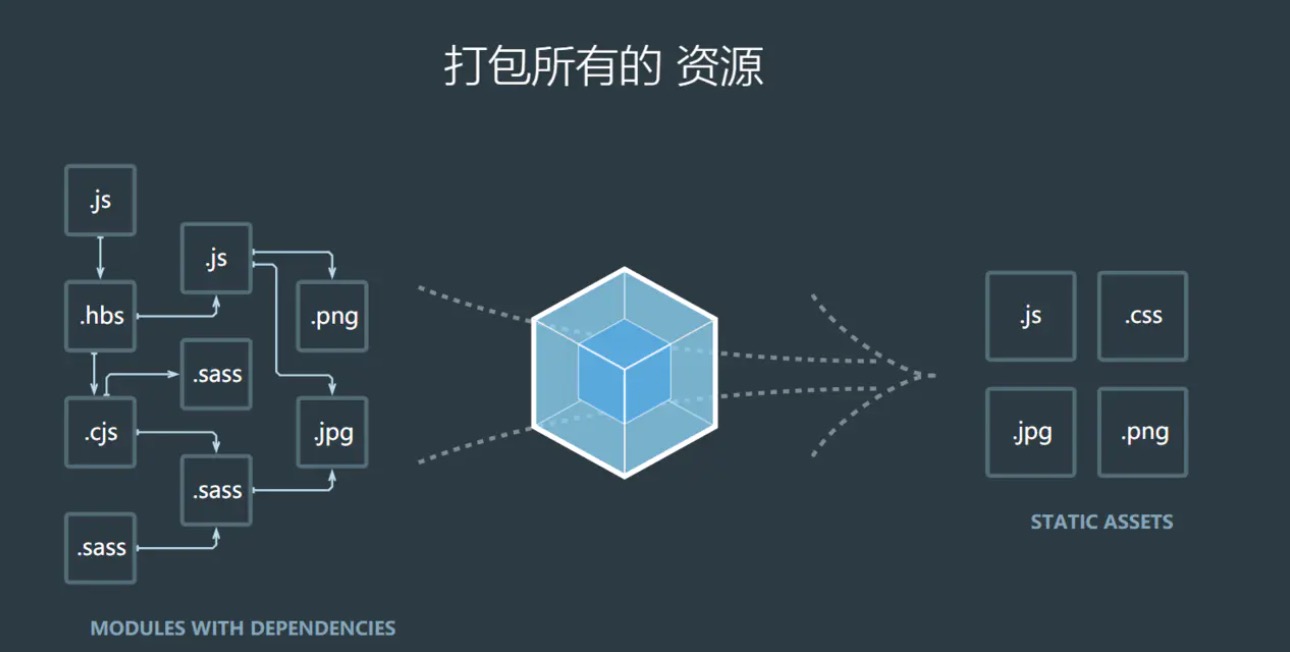 打包所有的 资源
.js
.js
.hbs
.png
.sass
.cjs
.jpg
.sass
.sass
MODULES WITH DEPENDENCIES
.js
.css
.jpg
.png
STATIC ASSETS